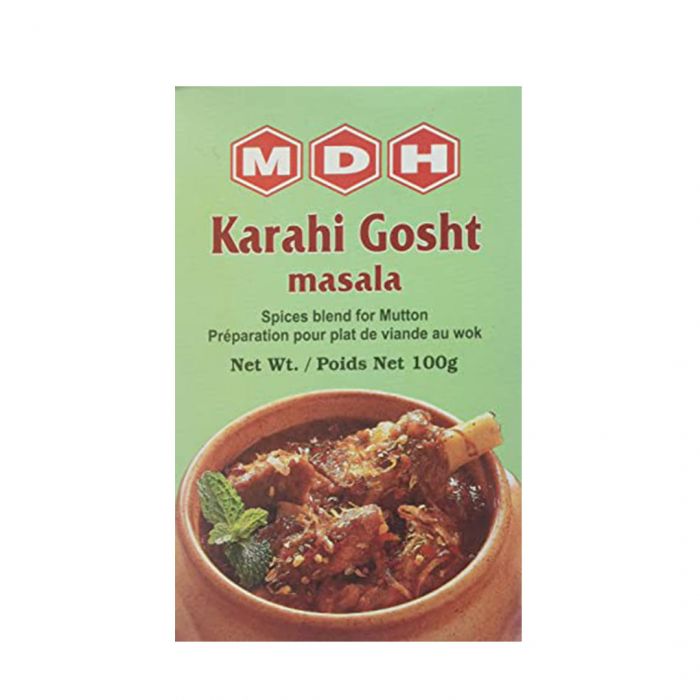 MDH
Karahi Gosht
masala
Spices blend for Mutton
Préparation pour plat de viande au wok
Net Wt. / Poids Net 100g